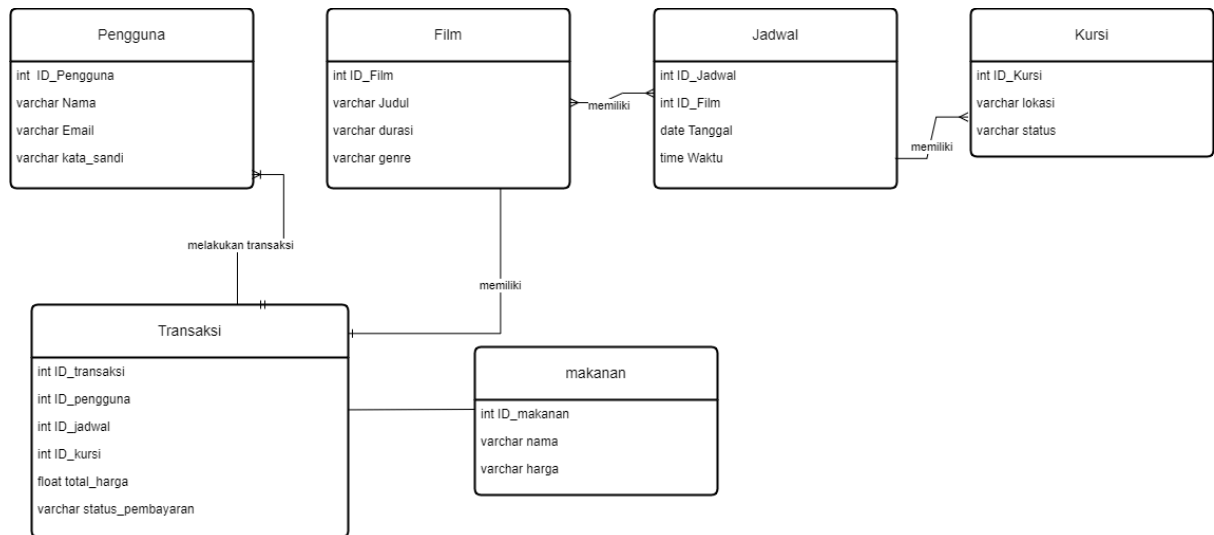 Pengguna
int ID_Pengguna
varchar Nama
varchar Email
varchar kata_sandi
Film
int ID_Film
varchar Judul
varchar durasi
varchar genre
Jadwal
int ID_Jadwal
int ID_Film
date Tanggal
time Waktu
Kursi
int ID_Kursi
varchar lokasi
varchar status
memiliki
memiliki
melakukan transaksi
memiliki
Transaksi
int ID_transaksi
int ID_pengguna
int ID_jadwal
int ID_kursi
float total_harga
varchar status_pembayaran
makanan
int ID_makanan
varchar nama
varchar harga